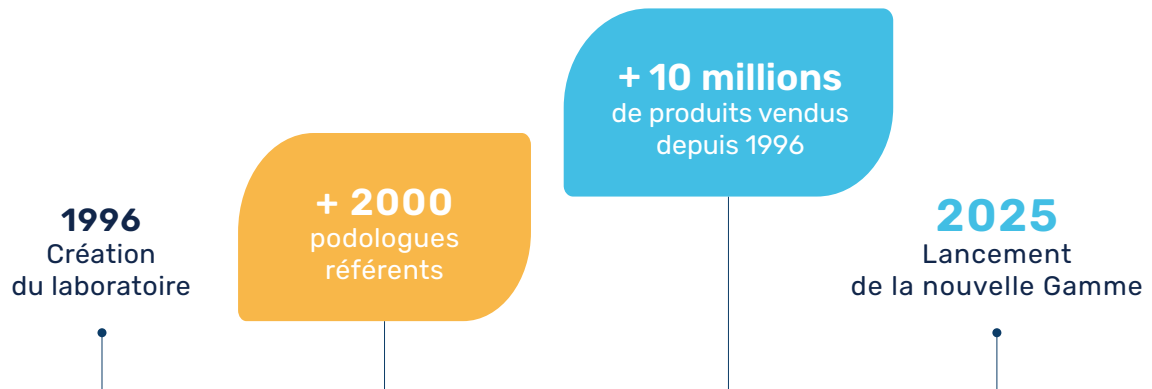 1996
Création
du laboratoire
+ 2000
podologues
référents
+ 10 millions
de produits vendus
depuis 1996
2025
Lancement
de la nouvelle Gamme